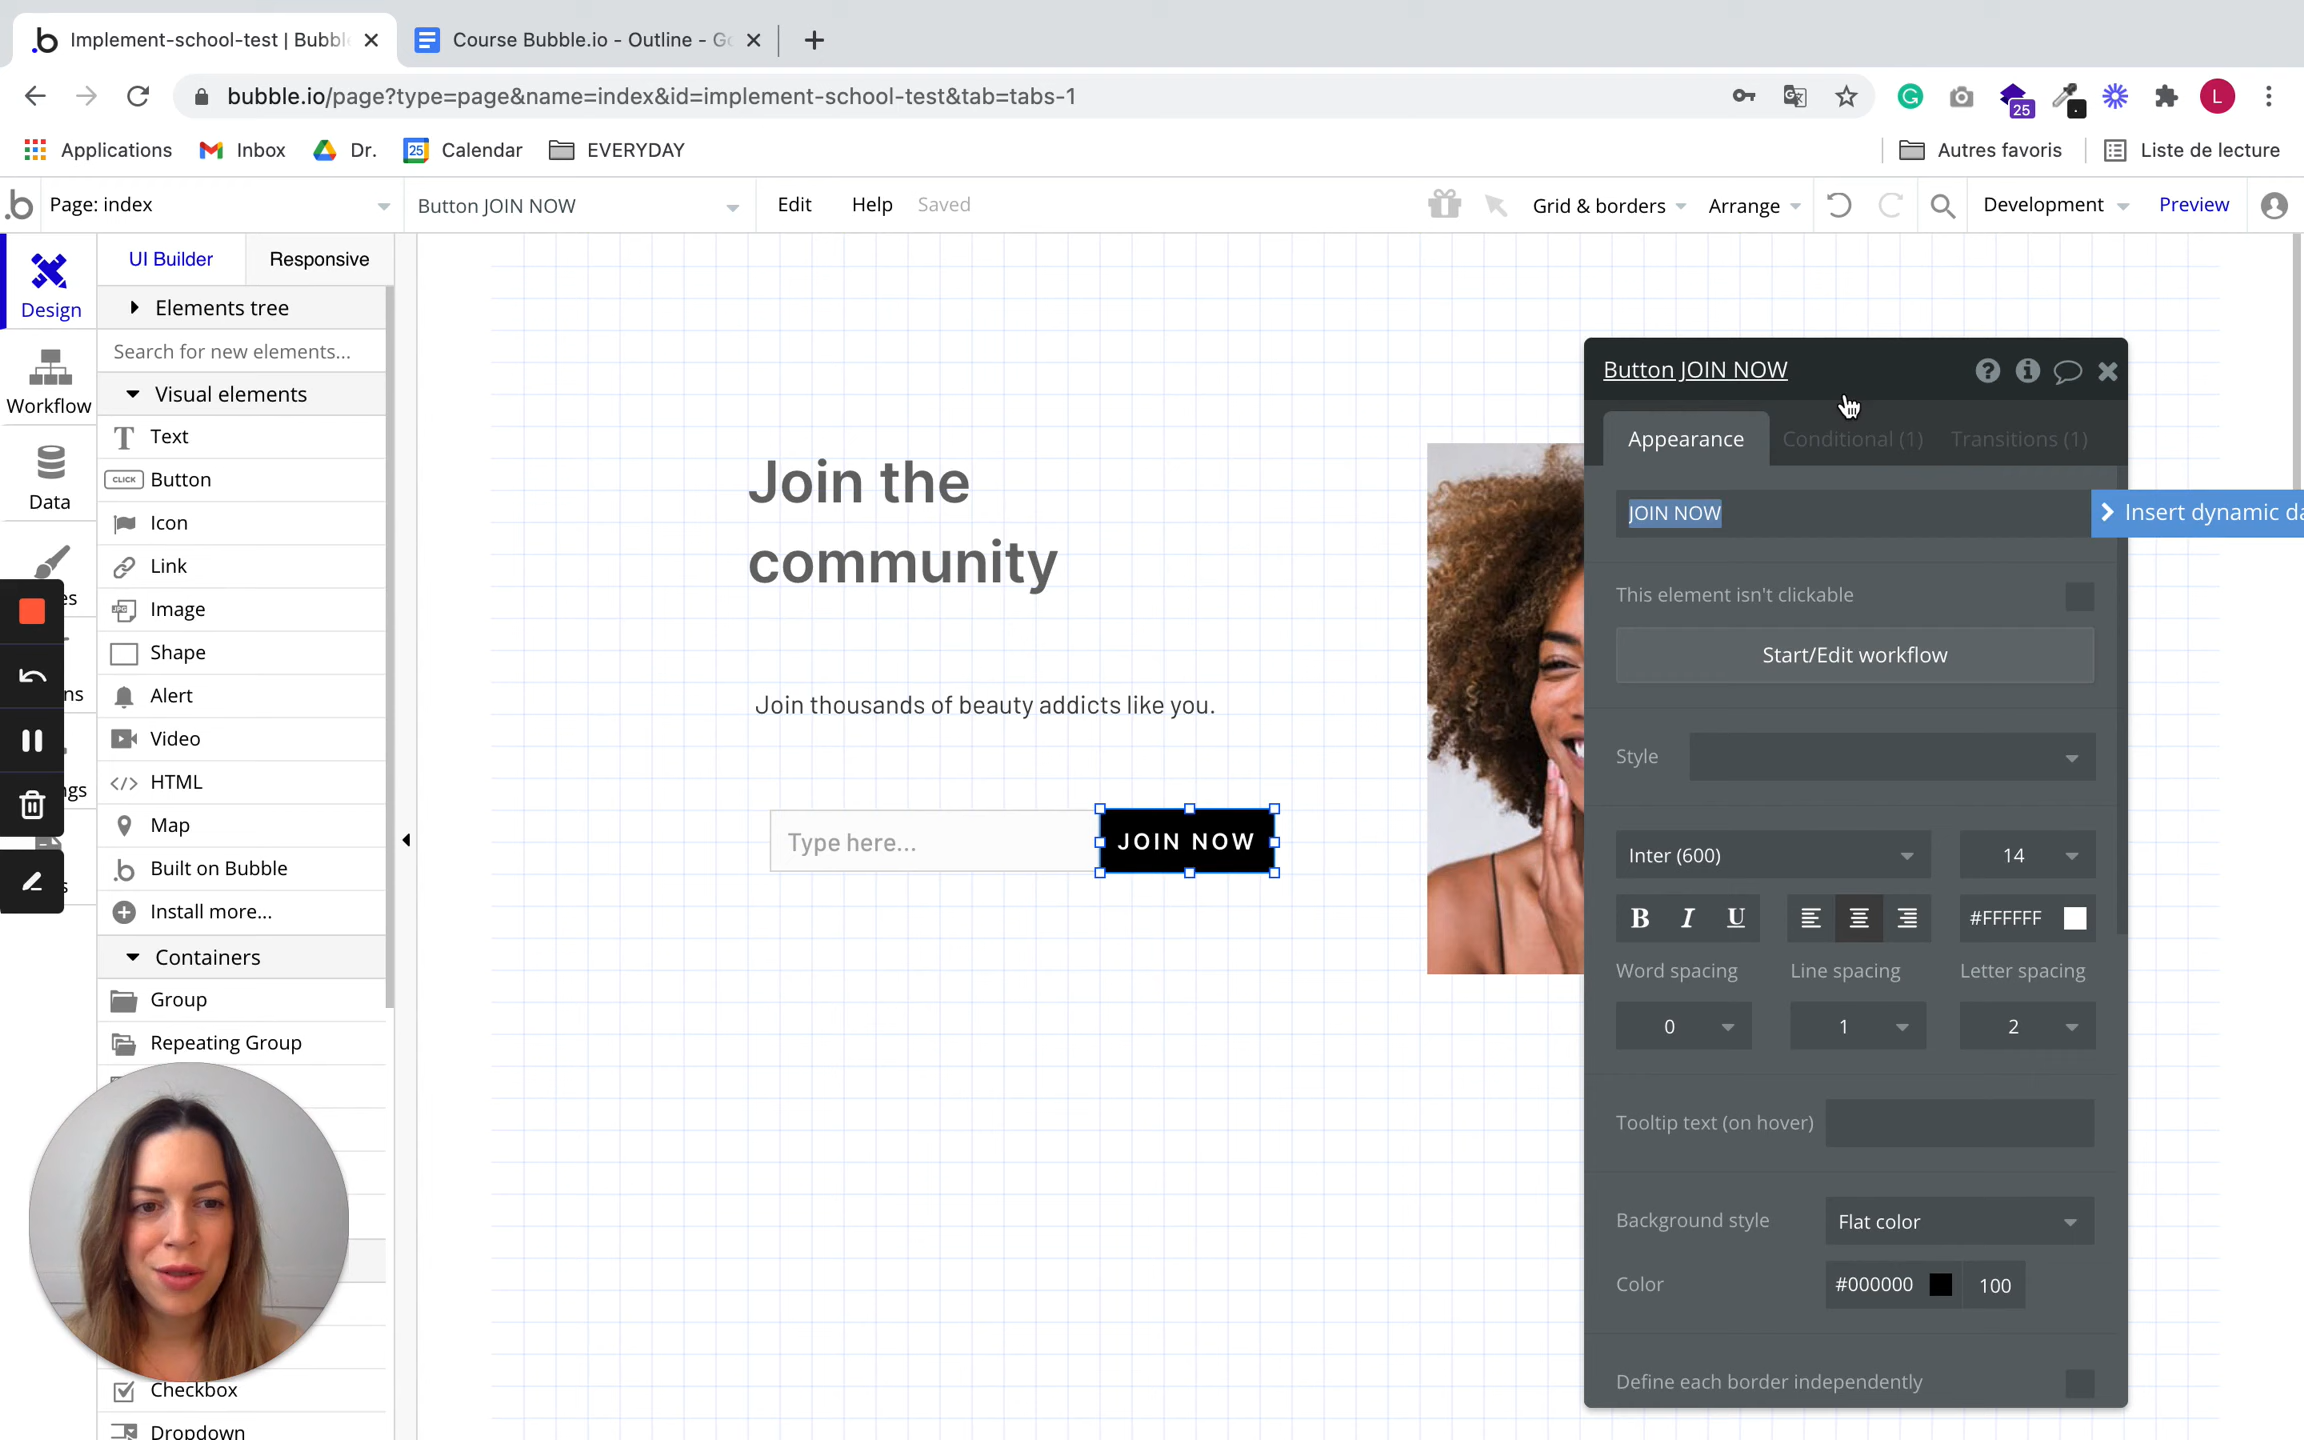 Implement-school-test | Bubbl
Course Bubble.io - Outline - Go
bubble.io/page?type=page&name=index&id=implement-school-test&tab=tabs-1
25
L
Applications
Inbox
Dr.
25
Calendar
EVERYDAY
Autres favoris
Liste de lecture
Page: index
Button JOIN NOW
Edit
Help
Saved
Grid & borders
Arrange
Development
Preview
Design
Workflow
Data
es
ns
gs
s
UI Builder
Responsive
Elements tree
Search for new elements...
Visual elements
Text
CLICK
Button
Icon
Link
Image
Shape
Alert
Video
HTML
Map
Built on Bubble
Install more...
Containers
Group
Repeating Group
Checkbox
Dropdown
Join the
community
Join thousands of beauty addicts like you.
Type here...
JOIN NOW
Button JOIN NOW
Appearance
Conditional (1)
Transitions (1)
JOIN NOW
Insert dynamic da
This element isn't clickable
Start/Edit workflow
Style
Inter (600)
14
B I U
#FFFFFF
Word spacing
Line spacing
Letter spacing
0
1
2
Tooltip text (on hover)
Background style
Flat color
Color
#000000
100
Define each border independently